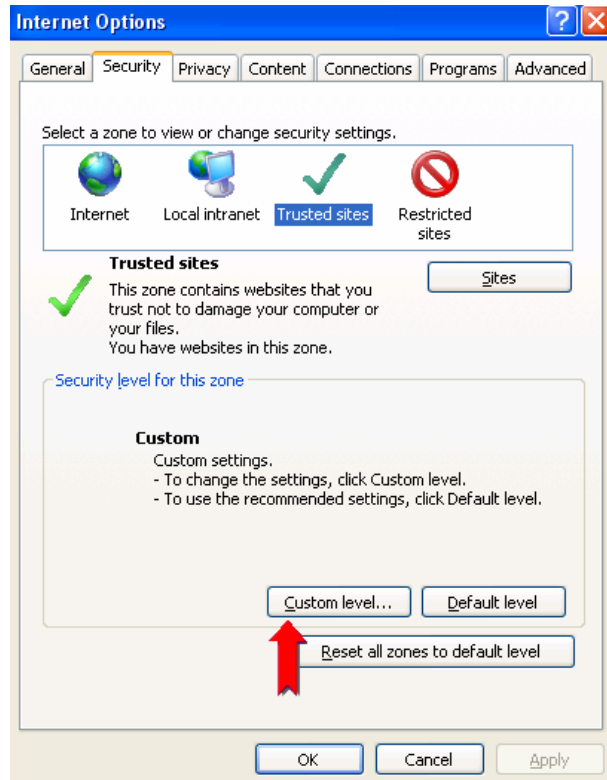 Internet Options
General Security Privacy Content Connections Programs Advanced
Select a zone to view or change security settings.
Internet Local intranet Trusted sites Restricted sites
Trusted sites
Sites
This zone contains websites that you
trust not to damage your computer or
your files.
You have websites in this zone.
Security level for this zone
Custom
Custom settings.
- To change the settings, click Custom level.
- To use the recommended settings, click Default level.
Custom level... Default level
Reset all zones to default level
OK Cancel Apply